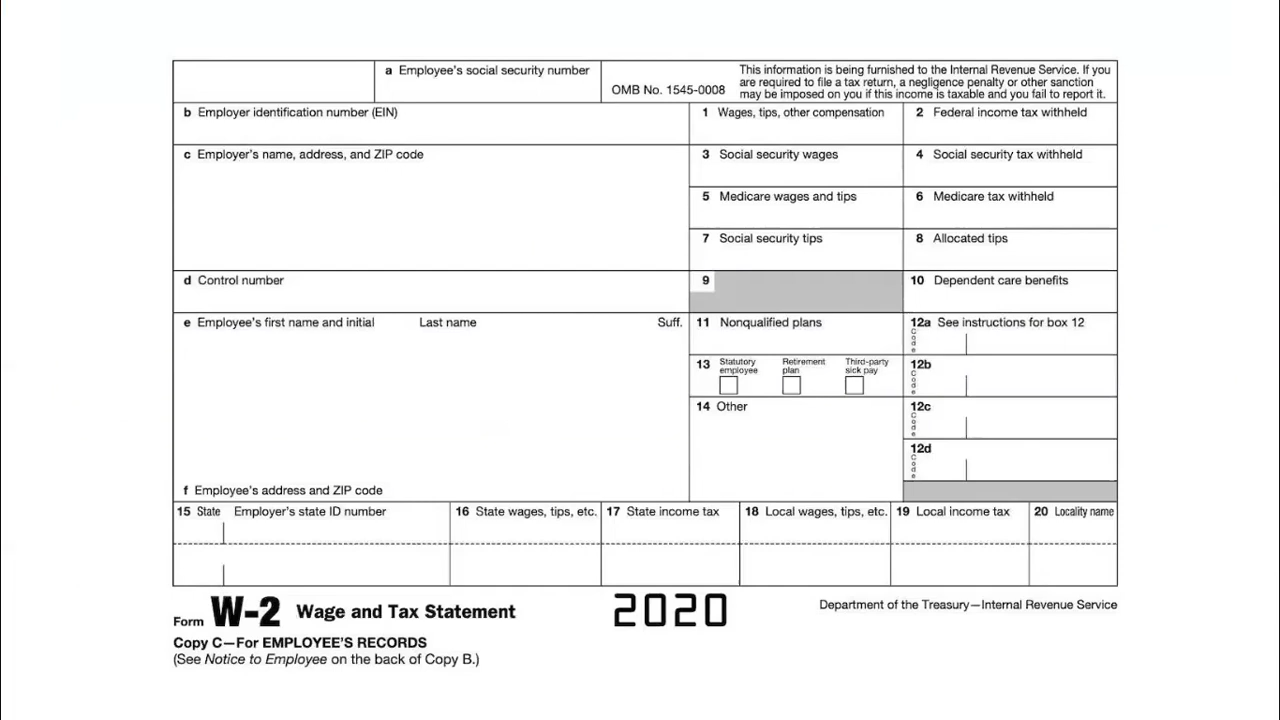 a Employee's social security number
OMB No. 1545-0008
This information is being furnished to the Internal Revenue Service. If you
are required to file a tax return, a negligence penalty or other sanction
may be imposed on you if this income is taxable and you fail to report it.
b Employer identification number (EIN)
1 Wages, tips, other compensation
2 Federal income tax withheld
c Employer's name, address, and ZIP code
3 Social security wages
4 Social security tax withheld
5 Medicare wages and tips
6 Medicare tax withheld
7 Social security tips
8 Allocated tips
d Control number
9
10 Dependent care benefits
e Employee's first name and initial Last name Suff.
11 Nonqualified plans
12a See instructions for box 12
Code
13 Statutory employee Retirement plan Third-party sick pay
12b
Code
14 Other
12c
Code
12d
Code
f Employee's address and ZIP code
15 State Employer's state ID number
16 State wages, tips, etc.
17 State income tax
18 Local wages, tips, etc.
19 Local income tax
20 Locality name
Form W-2 Wage and Tax Statement
2020
Department of the Treasury—Internal Revenue Service
Copy C—For EMPLOYEE'S RECORDS
(See Notice to Employee on the back of Copy B.)